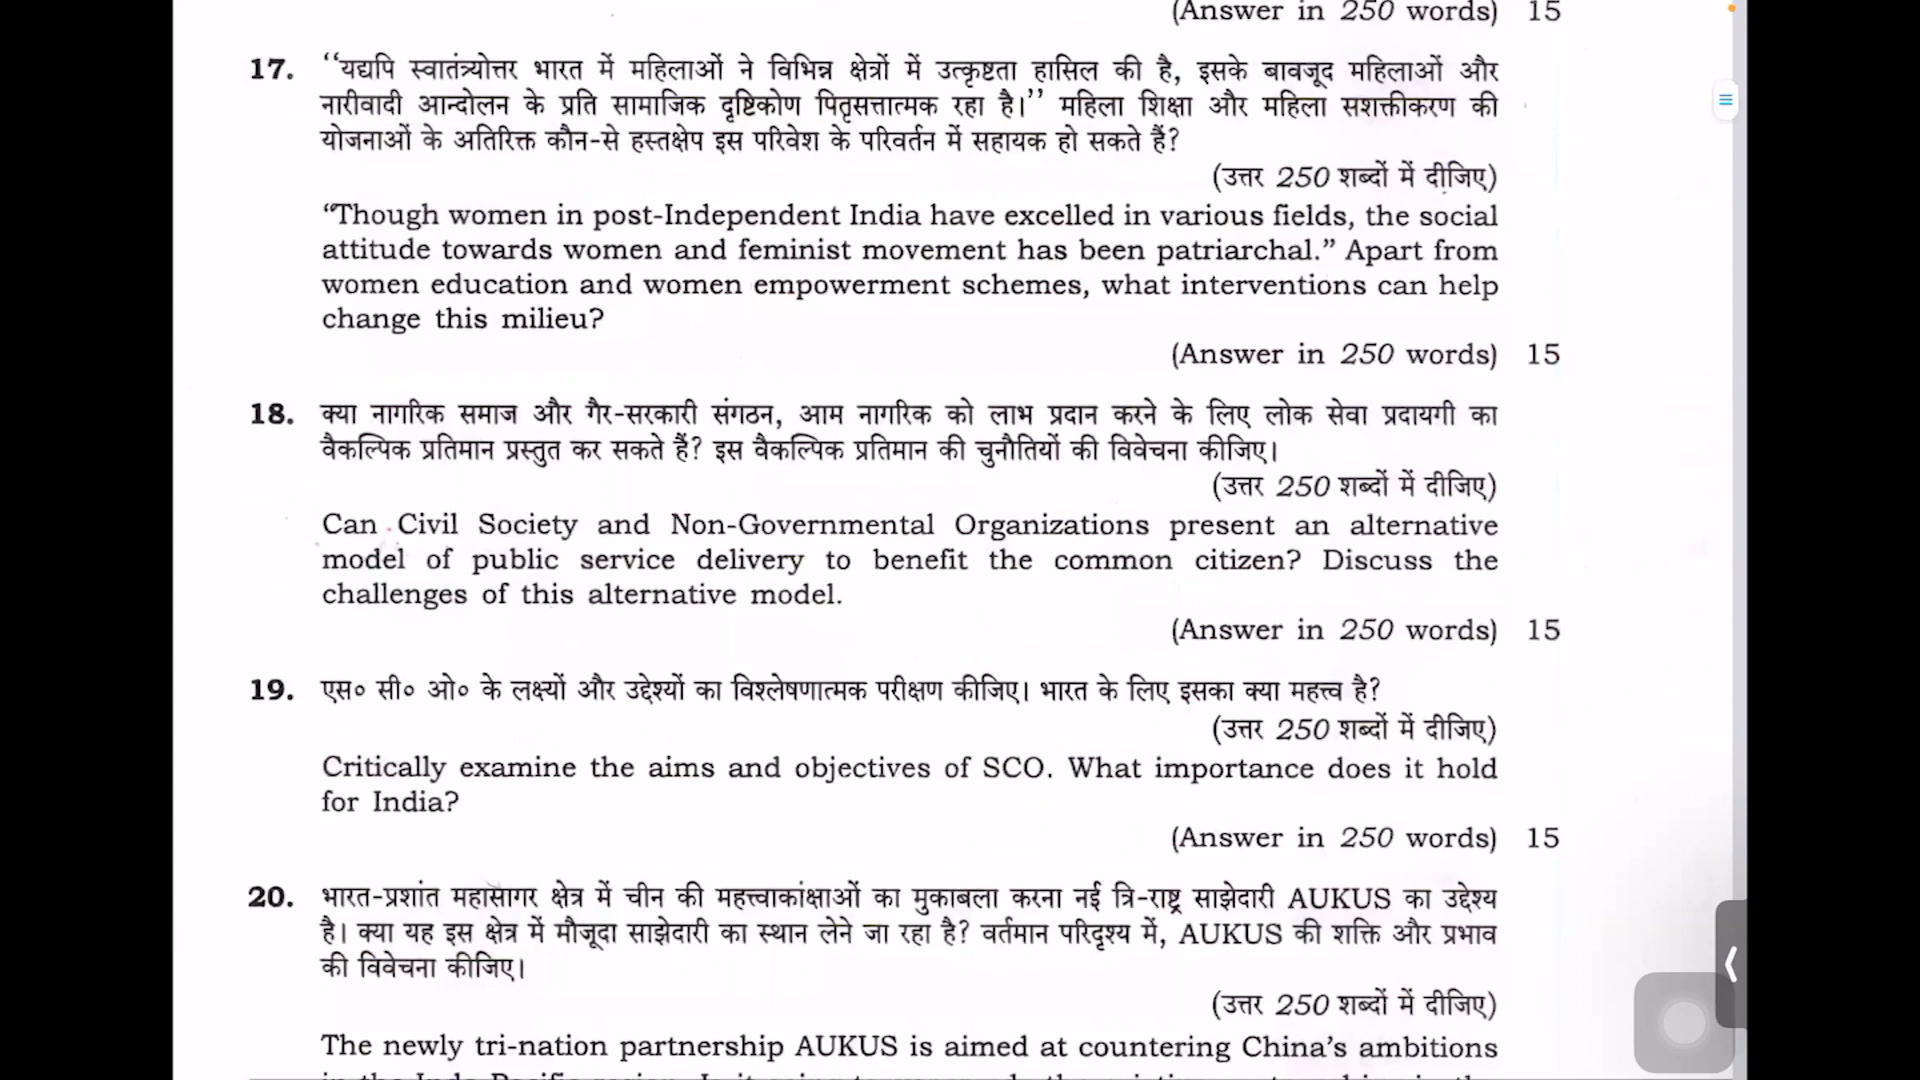 (Answer in 250 words) 15
17. “यद्यपि स्वातंत्र्योत्तर भारत में महिलाओं ने विभिन्न क्षेत्रों में उत्कृष्टता हासिल की है, इसके बावजूद महिलाओं और
नारीवादी आन्दोलन के प्रति सामाजिक दृष्टिकोण पितृसत्तात्मक रहा है।” महिला शिक्षा और महिला सशक्तीकरण की
योजनाओं के अतिरिक्त कौन-से हस्तक्षेप इस परिवेश के परिवर्तन में सहायक हो सकते हैं?
(उत्तर 250 शब्दों में दीजिए)
“Though women in post-Independent India have excelled in various fields, the social
attitude towards women and feminist movement has been patriarchal.” Apart from
women education and women empowerment schemes, what interventions can help
change this milieu?
(Answer in 250 words) 15
18. क्या नागरिक समाज और गैर-सरकारी संगठन, आम नागरिक को लाभ प्रदान करने के लिए लोक सेवा प्रदायगी का
वैकल्पिक प्रतिमान प्रस्तुत कर सकते हैं? इस वैकल्पिक प्रतिमान की चुनौतियों की विवेचना कीजिए।
(उत्तर 250 शब्दों में दीजिए)
Can Civil Society and Non-Governmental Organizations present an alternative
model of public service delivery to benefit the common citizen? Discuss the
challenges of this alternative model.
(Answer in 250 words) 15
19. एस० सी० ओ० के लक्ष्यों और उद्देश्यों का विश्लेषणात्मक परीक्षण कीजिए। भारत के लिए इसका क्या महत्त्व है?
(उत्तर 250 शब्दों में दीजिए)
Critically examine the aims and objectives of SCO. What importance does it hold
for India?
(Answer in 250 words) 15
20. भारत-प्रशांत महासागर क्षेत्र में चीन की महत्त्वाकांक्षाओं का मुकाबला करना नई त्रि-राष्ट्र साझेदारी AUKUS का उद्देश्य
है। क्या यह इस क्षेत्र में मौजूदा साझेदारी का स्थान लेने जा रहा है? वर्तमान परिदृश्य में, AUKUS की शक्ति और प्रभाव
की विवेचना कीजिए।
(उत्तर 250 शब्दों में दीजिए)
The newly tri-nation partnership AUKUS is aimed at countering China’s ambitions